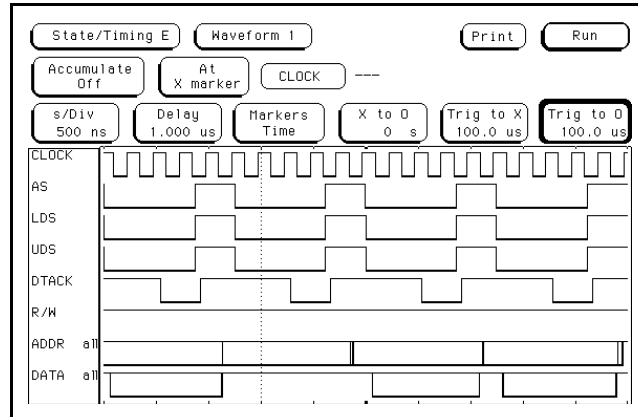 State/Timing E Waveform 1 Print Run
Accumulate Off At X marker CLOCK ---
s/Div 500 ns Delay 1.000 us Markers Time X to O 0 s Trig to X 100.0 us Trig to O 100.0 us
CLOCK
AS
LDS
UDS
DTACK
R/W
ADDR all
DATA all